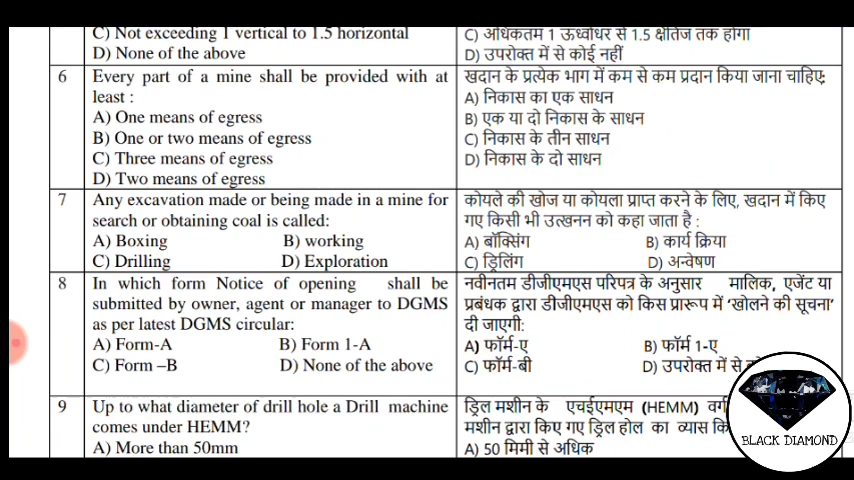 C) Not exceeding 1 vertical to 1.5 horizontal
D) None of the above
C) अधिकतम 1 ऊर्ध्वाधर से 1.5 क्षैतिज तक होगा
D) उपरोक्त में से कोई नहीं
6
Every part of a mine shall be provided with at
least :
A) One means of egress
B) One or two means of egress
C) Three means of egress
D) Two means of egress
खदान के प्रत्येक भाग में कम से कम प्रदान किया जाना चाहिए:
A) निकास का एक साधन
B) एक या दो निकास के साधन
C) निकास के तीन साधन
D) निकास के दो साधन
7
Any excavation made or being made in a mine for
search or obtaining coal is called:
A) Boxing B) working
C) Drilling D) Exploration
कोयले की खोज या कोयला प्राप्त करने के लिए, खदान में किए
गए किसी भी उत्खनन को कहा जाता है :
A) बॉक्सिंग B) कार्य क्रिया
C) ड्रिलिंग D) अन्वेषण
8
In which form Notice of opening shall be
submitted by owner, agent or manager to DGMS
as per latest DGMS circular:
A) Form-A B) Form 1-A
C) Form –B D) None of the above
नवीनतम डीजीएमएस परिपत्र के अनुसार मालिक, एजेंट या
प्रबंधक द्वारा डीजीएमएस को किस प्रारूप में ‘खोलने की सूचना’
दी जाएगी:
A) फॉर्म-ए B) फॉर्म 1-ए
C) फॉर्म-बी D) उपरोक्त में से
9
Up to what diameter of drill hole a Drill machine
comes under HEMM?
A) More than 50mm
ड्रिल मशीन के एचईएमएम (HEMM)
मशीन द्वारा किए गए ड्रिल होल का व्यास
A) 50 मिमी से अधिक
BLACK DIAMOND